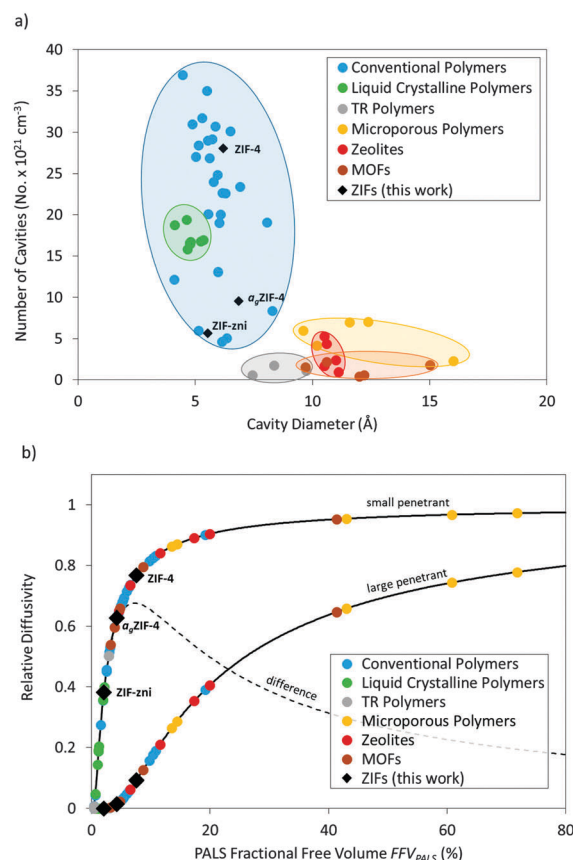 a)
40
35
30
25
20
15
10
5
0
Number of Cavities (No. x 10²¹ cm⁻³)
Conventional Polymers
Liquid Crystalline Polymers
TR Polymers
Microporous Polymers
Zeolites
MOFs
ZIFs (this work)
ZIF-4
agZIF-4
ZIF-zni
0 5 10 15 20
Cavity Diameter (Å)
b)
1
0.8
0.6
0.4
0.2
0
Relative Diffusivity
small penetrant
ZIF-4
large penetrant
agZIF-4
ZIF-zni
difference
Conventional Polymers
Liquid Crystalline Polymers
TR Polymers
Microporous Polymers
Zeolites
MOFs
ZIFs (this work)
0 20 40 60 80
PALS Fractional Free Volume FFVPALS (%)